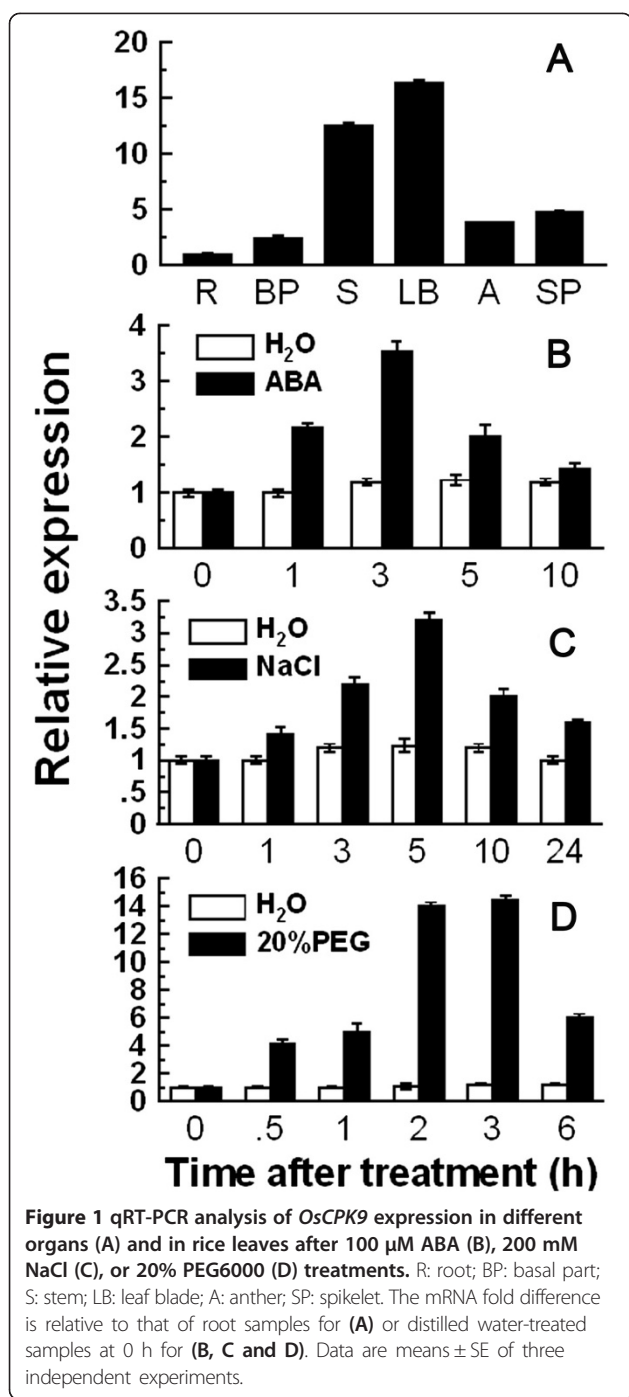 A
20
15
10
5
0
R BP S LB A SP
Relative expression
B
H₂O
ABA
4
3
2
1
0
0 1 3 5 10
C
H₂O
NaCl
3.5
3
2.5
2
1.5
1
.5
0
0 1 3 5 10 24
D
H₂O
20%PEG
16
14
12
10
8
6
4
2
0
0 .5 1 2 3 6
Time after treatment (h)
Figure 1 qRT-PCR analysis of OsCPK9 expression in different
organs (A) and in rice leaves after 100 μM ABA (B), 200 mM
NaCl (C), or 20% PEG6000 (D) treatments. R: root; BP: basal part;
S: stem; LB: leaf blade; A: anther; SP: spikelet. The mRNA fold difference
is relative to that of root samples for (A) or distilled water-treated
samples at 0 h for (B, C and D). Data are means ± SE of three
independent experiments.